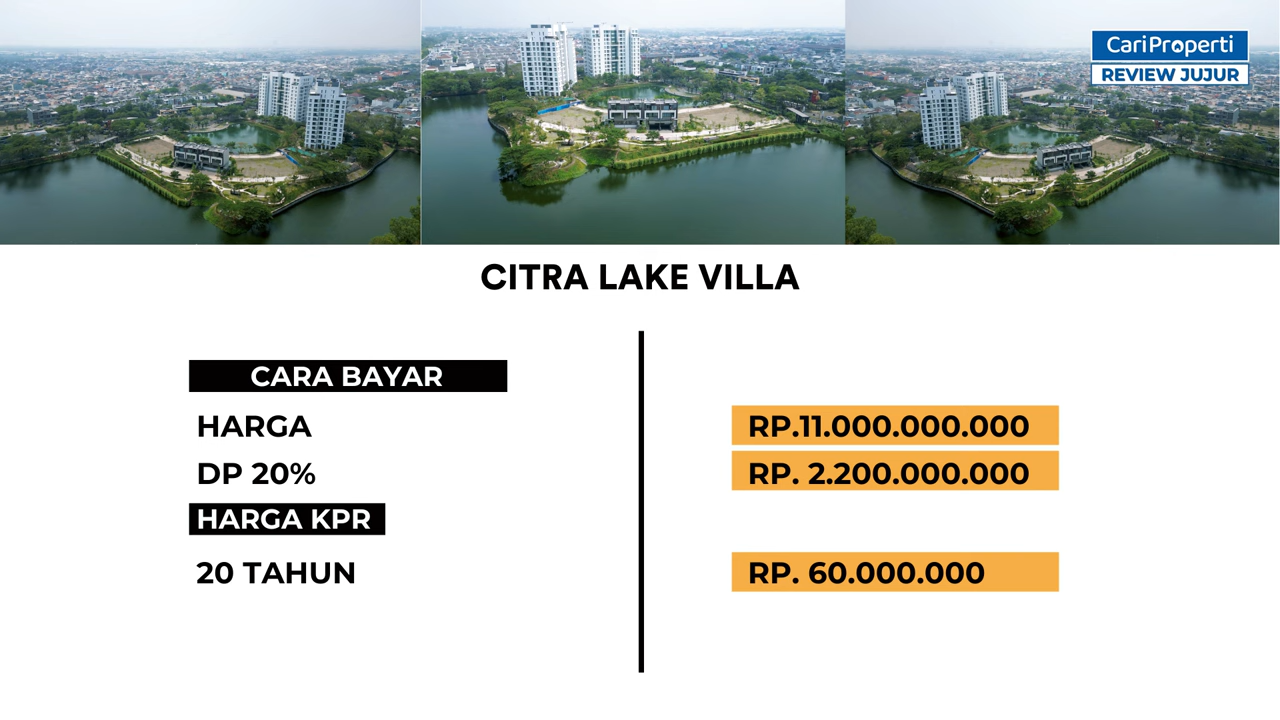 CariProperti
REVIEW JUJUR
CITRA LAKE VILLA
CARA BAYAR
HARGA RP.11.000.000.000
DP 20% RP. 2.200.000.000
HARGA KPR
20 TAHUN RP. 60.000.000